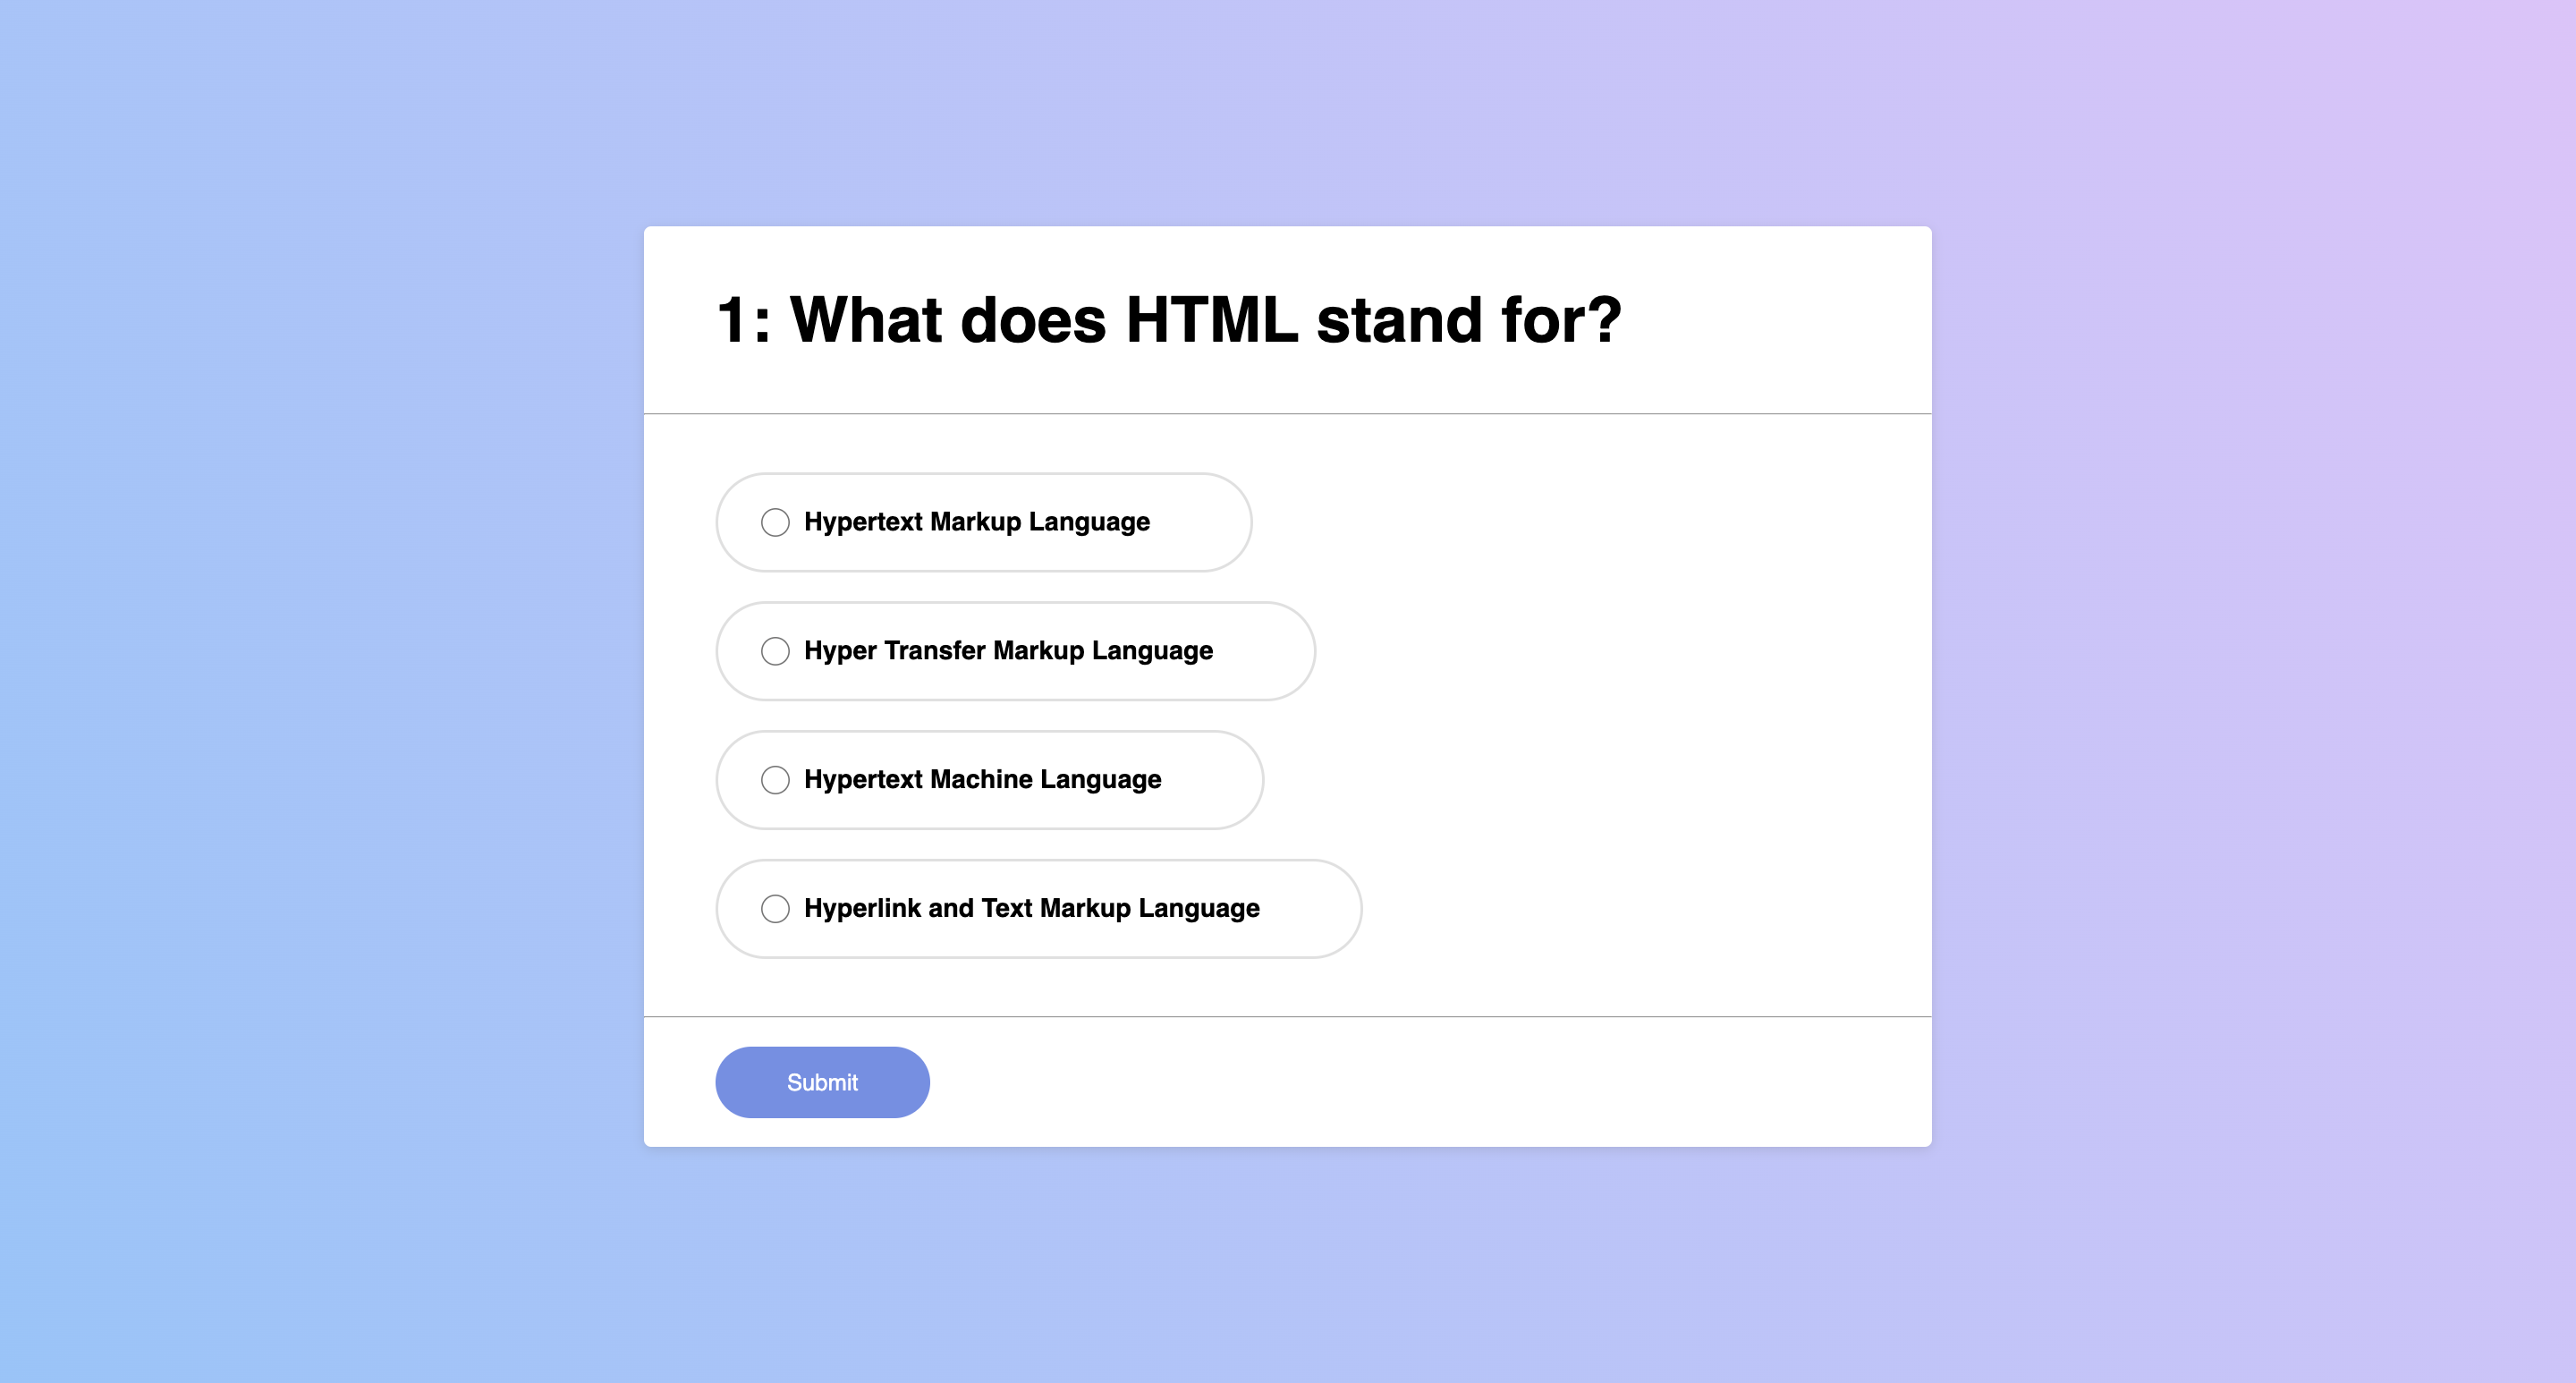 1: What does HTML stand for?
Hypertext Markup Language
Hyper Transfer Markup Language
Hypertext Machine Language
Hyperlink and Text Markup Language
Submit